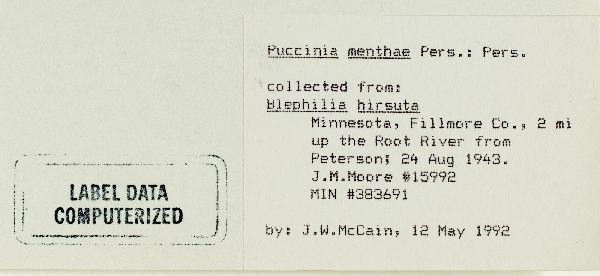 Puccinia menthae Pers.: Pers.
collected from:
Blephilia hirsuta
Minnesota, Fillmore Co., 2 mi
up the Root River from
Peterson; 24 Aug 1943.
J.M.Moore #15992
MIN #383691
by: J.W.McCain, 12 May 1992
LABEL DATA
COMPUTERIZED